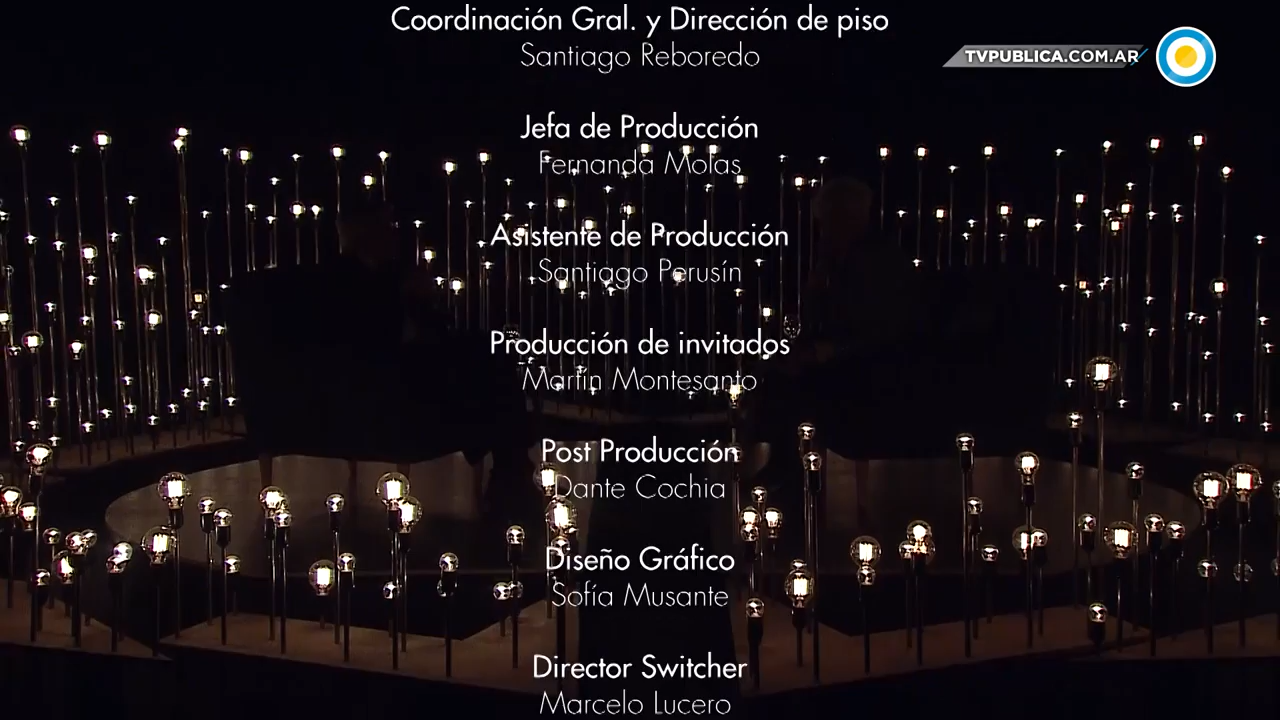 Coordinación Gral. y Dirección de piso
Santiago Reboredo
TVPUBLICA.COM.AR
Jefa de Producción
Fernanda Molas
Asistente de Producción
Santiago Perusín
Producción de invitados
Martín Montesanto
Post Producción
Dante Cochia
Diseño Gráfico
Sofía Musante
Director Switcher
Marcelo Lucero